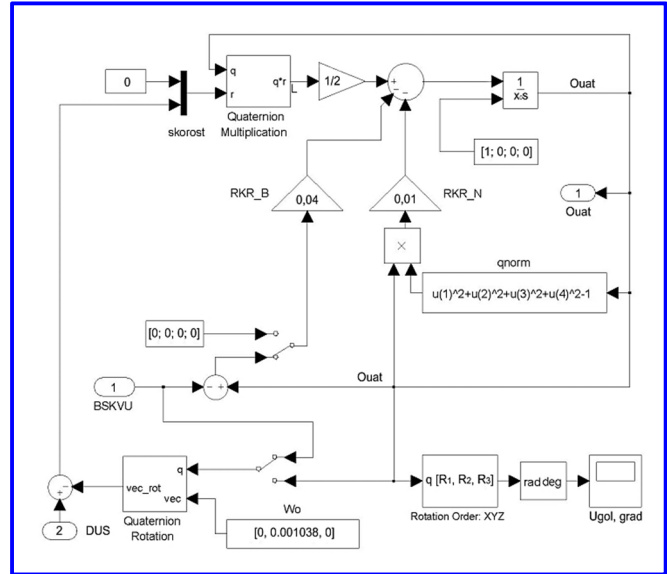 0
skorost
q
r
q*r
L
Quaternion
Multiplication
1/2
+
−
−
1
x₀s
Ouat
[1; 0; 0; 0]
1
Ouat
RKR_B
0,04
RKR_N
0,01
×
qnorm
u(1)^2+u(2)^2+u(3)^2+u(4)^2-1
[0; 0; 0; 0]
1
BSKVU
− +
Ouat
−
+
2
DUS
q
vec_rot
vec
Quaternion
Rotation
Wo
[0, 0.001038, 0]
q [R₁, R₂, R₃]
Rotation Order: XYZ
rad deg
Ugol, grad